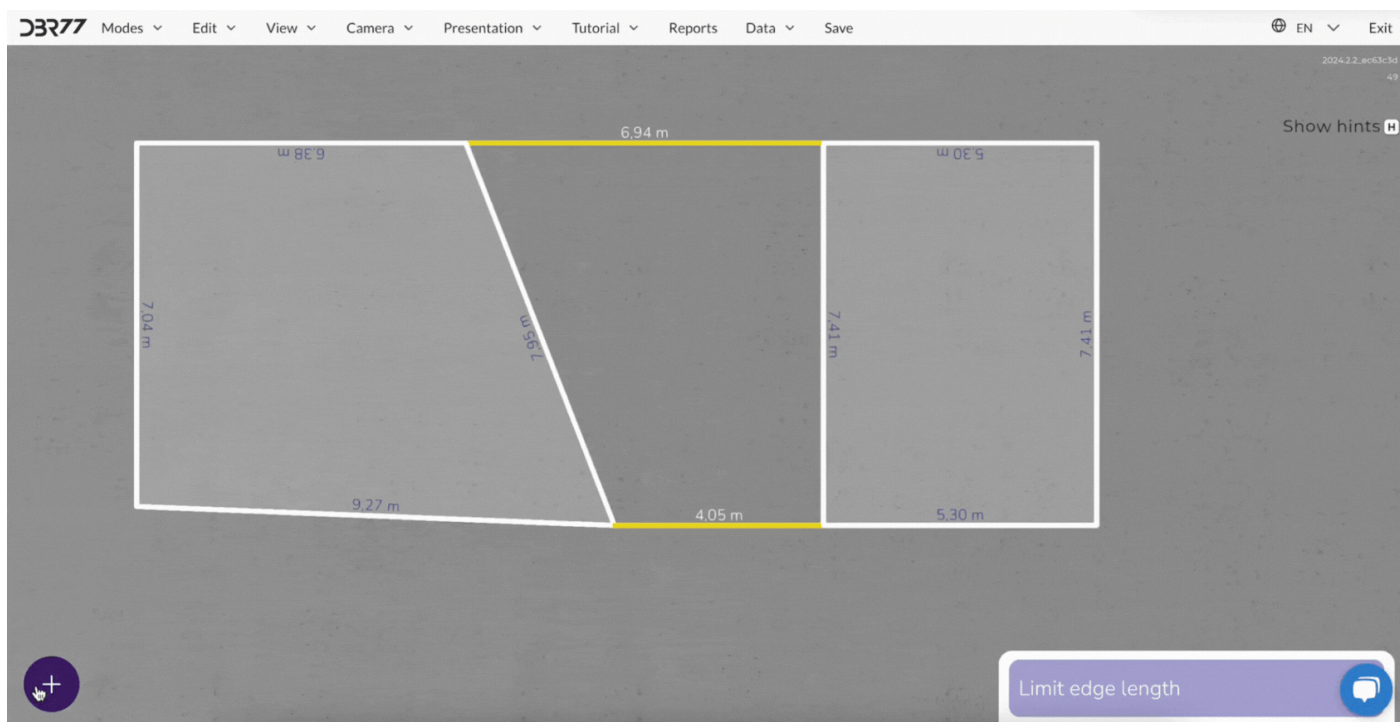 DBR77 Modes Edit View Camera Presentation Tutorial Reports Data Save EN Exit
2024.2.2_ec63c3d
49
Show hints H
6,94 m
6,38 m
5,30 m
7,04 m
7,95 m
7,41 m
7,41 m
9,27 m
4,05 m
5,30 m
Limit edge length